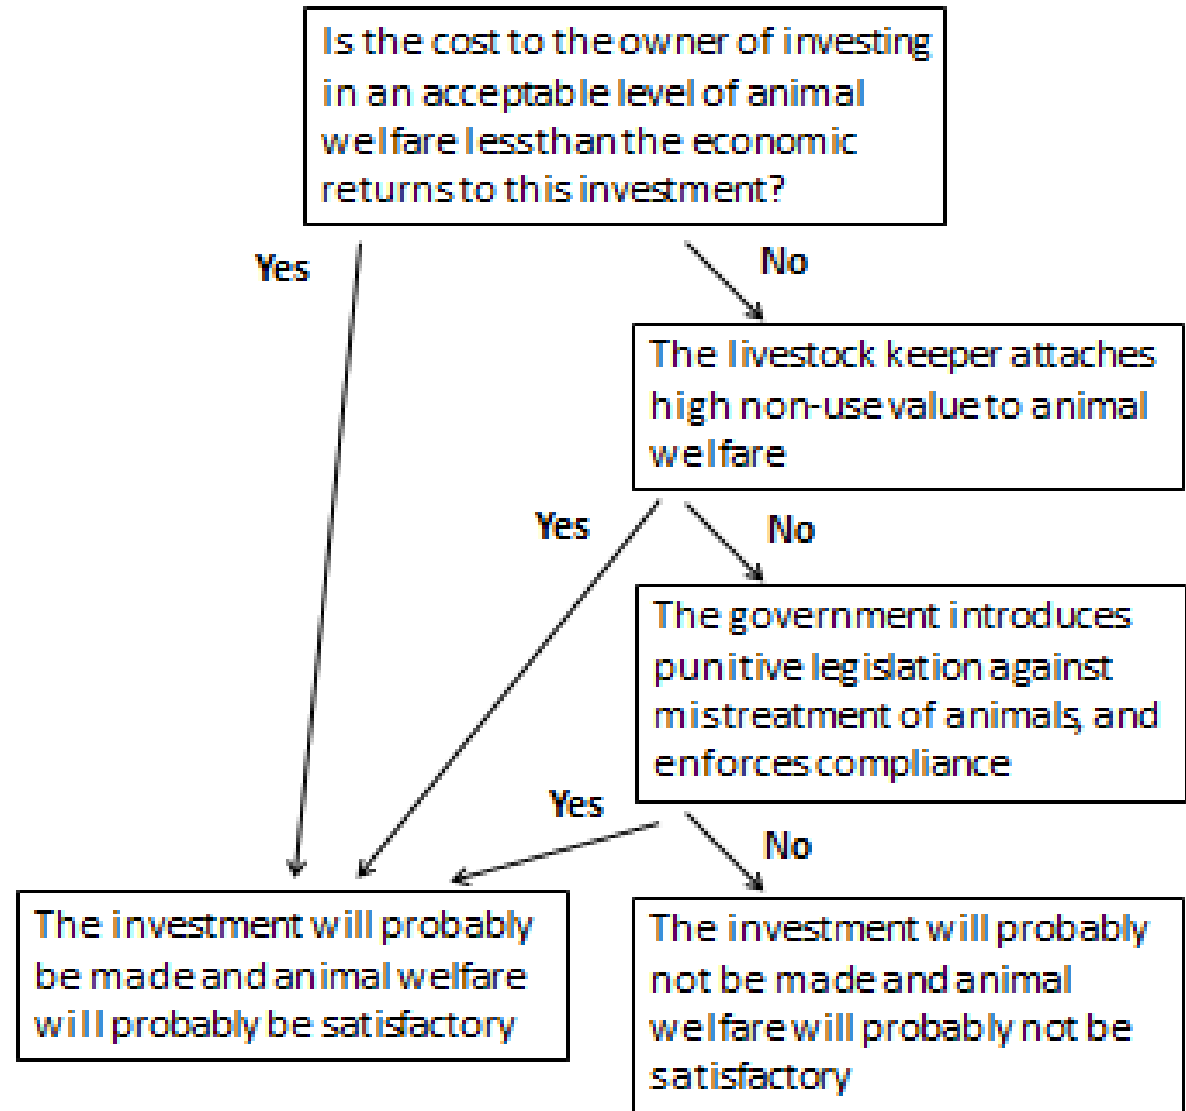 Is the cost to the owner of investing
in an acceptable level of animal
welfare less than the economic
returns to this investment?
Yes
No
The livestock keeper attaches
high non-use value to animal
welfare
Yes
No
The government introduces
punitive legislation against
mistreatment of animals, and
enforces compliance
Yes
No
The investment will probably
be made and animal welfare
will probably be satisfactory
The investment will probably
not be made and animal
welfare will probably not be
satisfactory